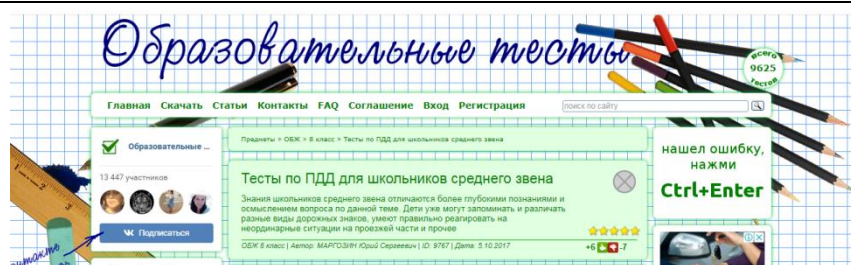 Образовательные тесты
всего
9625
тестов
Главная Скачать Статьи Контакты FAQ Соглашение Вход Регистрация
поиск по сайту
Образовательные ...
13 447 участников
Подписаться
Предметы > ОБЖ > 8 класс > Тесты по ПДД для школьников среднего звена
Тесты по ПДД для школьников среднего звена
Знания школьников среднего звена отличаются более глубокими познаниями и
осмыслением вопроса по данной теме. Дети уже могут запоминать и различать
разные виды дорожных знаков, умеют правильно реагировать на
неординарные ситуации на проезжей части и прочее
ОБЖ 8 класс | Автор: МАРГОЗИН Юрий Сергеевич | ID: 9767 | Дата: 5.10.2017
+6 -7
нашел ошибку,
нажми
Ctrl+Enter